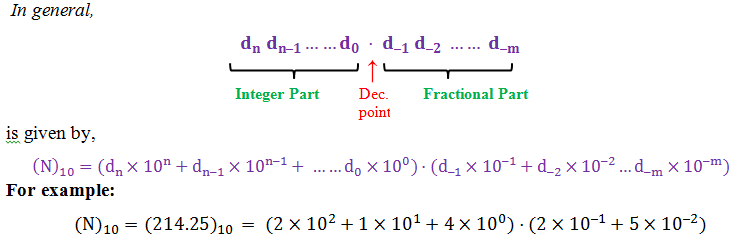 In general,
dₙ dₙ₋₁ ... ... d₀ · d₋₁ d₋₂ ... ... d₋ₘ
Integer Part Dec. point Fractional Part
is given by,
(N)₁₀ = (dₙ × 10ⁿ + dₙ₋₁ × 10ⁿ⁻¹ + ... ... d₀ × 10⁰) · (d₋₁ × 10⁻¹ + d₋₂ × 10⁻² ... d₋ₘ × 10⁻ᵐ)
For example:
(N)₁₀ = (214.25)₁₀ = (2 × 10² + 1 × 10¹ + 4 × 10⁰) · (2 × 10⁻¹ + 5 × 10⁻²)